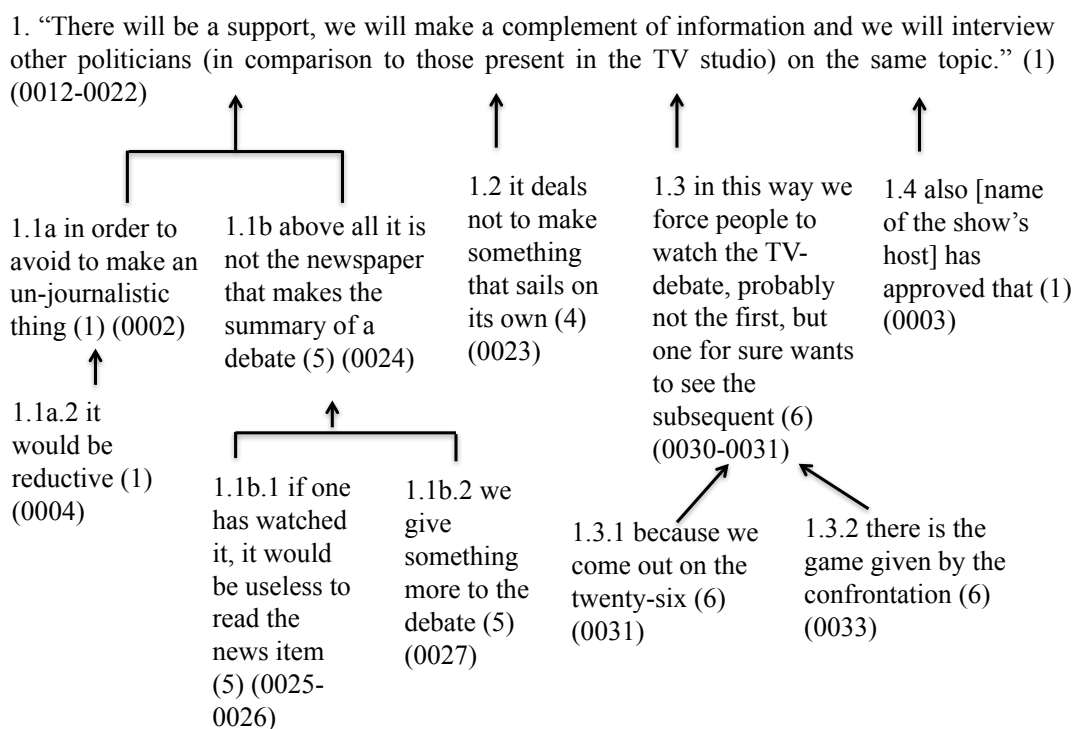 1. “There will be a support, we will make a complement of information and we will interview
other politicians (in comparison to those present in the TV studio) on the same topic.” (1)
(0012-0022)
1.1a in order to
avoid to make an
un-journalistic
thing (1) (0002)
1.1b above all it is
not the newspaper
that makes the
summary of a
debate (5) (0024)
1.2 it deals
not to make
something
that sails on
its own (4)
(0023)
1.3 in this way we
force people to
watch the TV-
debate, probably
not the first, but
one for sure wants
to see the
subsequent (6)
(0030-0031)
1.4 also [name
of the show’s
host] has
approved that (1)
(0003)
1.1a.2 it
would be
reductive (1)
(0004)
1.1b.1 if one
has watched
it, it would
be useless to
read the
news item
(5) (0025-
0026)
1.1b.2 we
give
something
more to the
debate (5)
(0027)
1.3.1 because we
come out on the
twenty-six (6)
(0031)
1.3.2 there is the
game given by the
confrontation (6)
(0033)